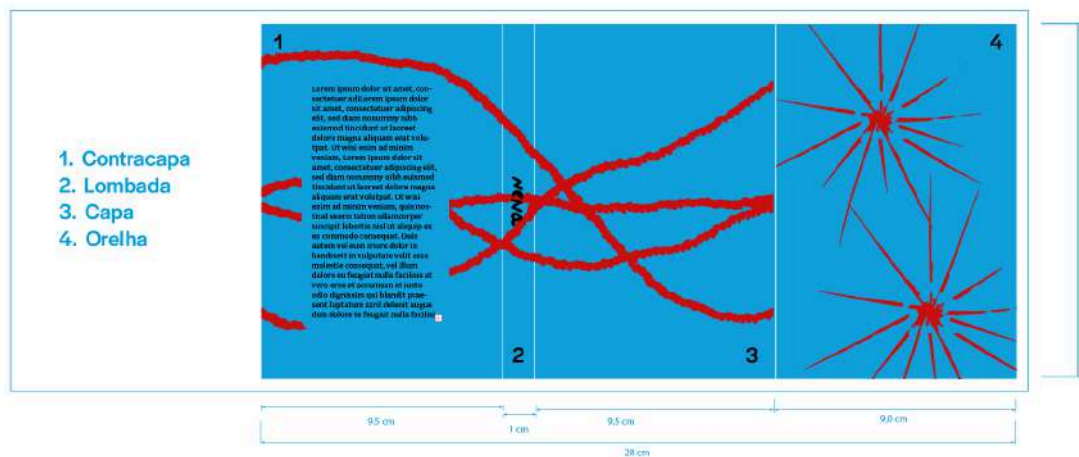 1. Contracapa
2. Lombada
3. Capa
4. Orelha
1
Lorem ipsum dolor sit amet, con-
sectetuer adiLorem ipsum dolor
sit amet, consectetuer adipiscing
elit, sed diam nonummy nibh
euismod tincidunt ut laoreet
dolore magna aliquam erat volu-
tpat. Ut wisi enim ad minim
veniam, Lorem ipsum dolor sit
amet, consectetuer adipiscing elit,
sed diam nonummy nibh euismod
tincidunt ut laoreet dolore magna
aliquam erat volutpat. Ut wisi
enim ad minim veniam, quis nos-
trud exerci tation ullamcorper
suscipit lobortis nisl ut aliquip ex
ea commodo consequat. Duis
autem vel eum iriure dolor in
hendrerit in vulputate velit esse
molestie consequat, vel illum
dolore eu feugiat nulla facilisis at
vero eros et accumsan et iusto
odio dignissim qui blandit prae-
sent luptatum zzril delenit augue
duis dolore te feugait nulla facilisi
2
3
4
9,5 cm
1 cm
9,5 cm
9,0 cm
28 cm